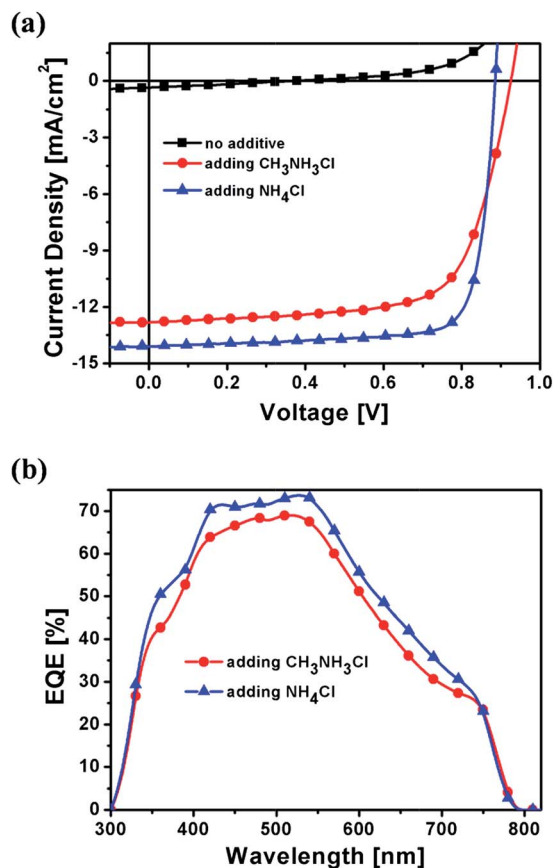 (a)
Current Density [mA/cm²]
0
-3
-6
-9
-12
-15
no additive
adding CH₃NH₃Cl
adding NH₄Cl
0.0 0.2 0.4 0.6 0.8 1.0
Voltage [V]
(b)
EQE [%]
70
60
50
40
30
20
10
0
adding CH₃NH₃Cl
adding NH₄Cl
300 400 500 600 700 800
Wavelength [nm]